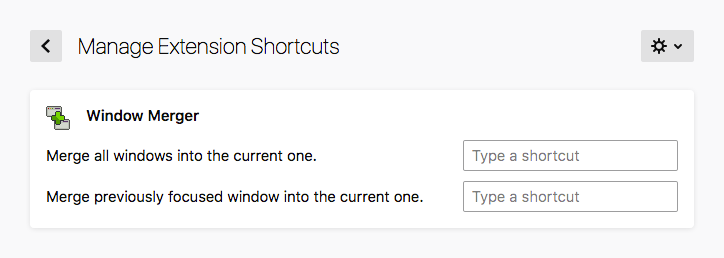 Manage Extension Shortcuts
Window Merger
Merge all windows into the current one.
Type a shortcut
Merge previously focused window into the current one.
Type a shortcut